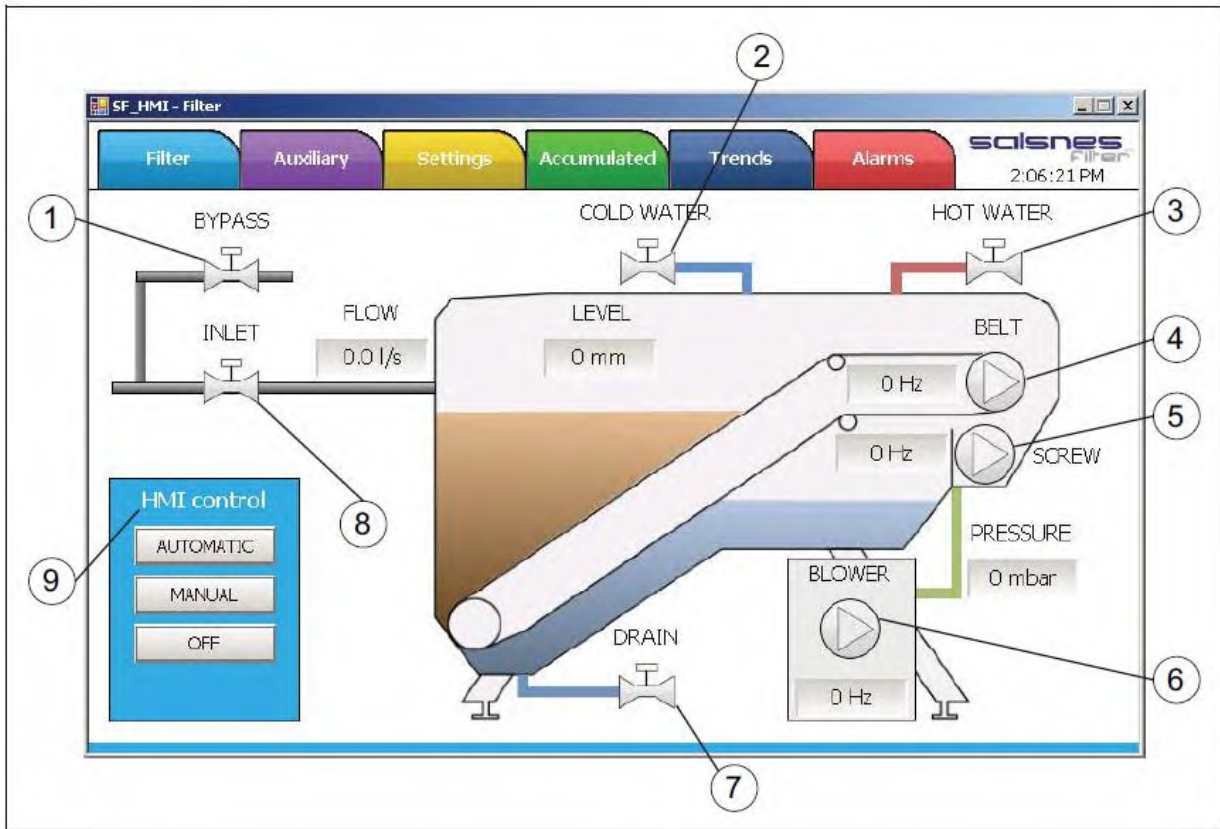 2
SF_HMI - Filter
Filter Auxiliary Settings Accumulated Trends Alarms
salsnes
Filter
2:06:21 PM
1
BYPASS
COLD WATER
HOT WATER
3
INLET
FLOW
0.0 l/s
LEVEL
0 mm
BELT
0 Hz
4
0 Hz
SCREW
5
8
9
HMI control
AUTOMATIC
MANUAL
OFF
PRESSURE
0 mbar
BLOWER
0 Hz
6
DRAIN
7